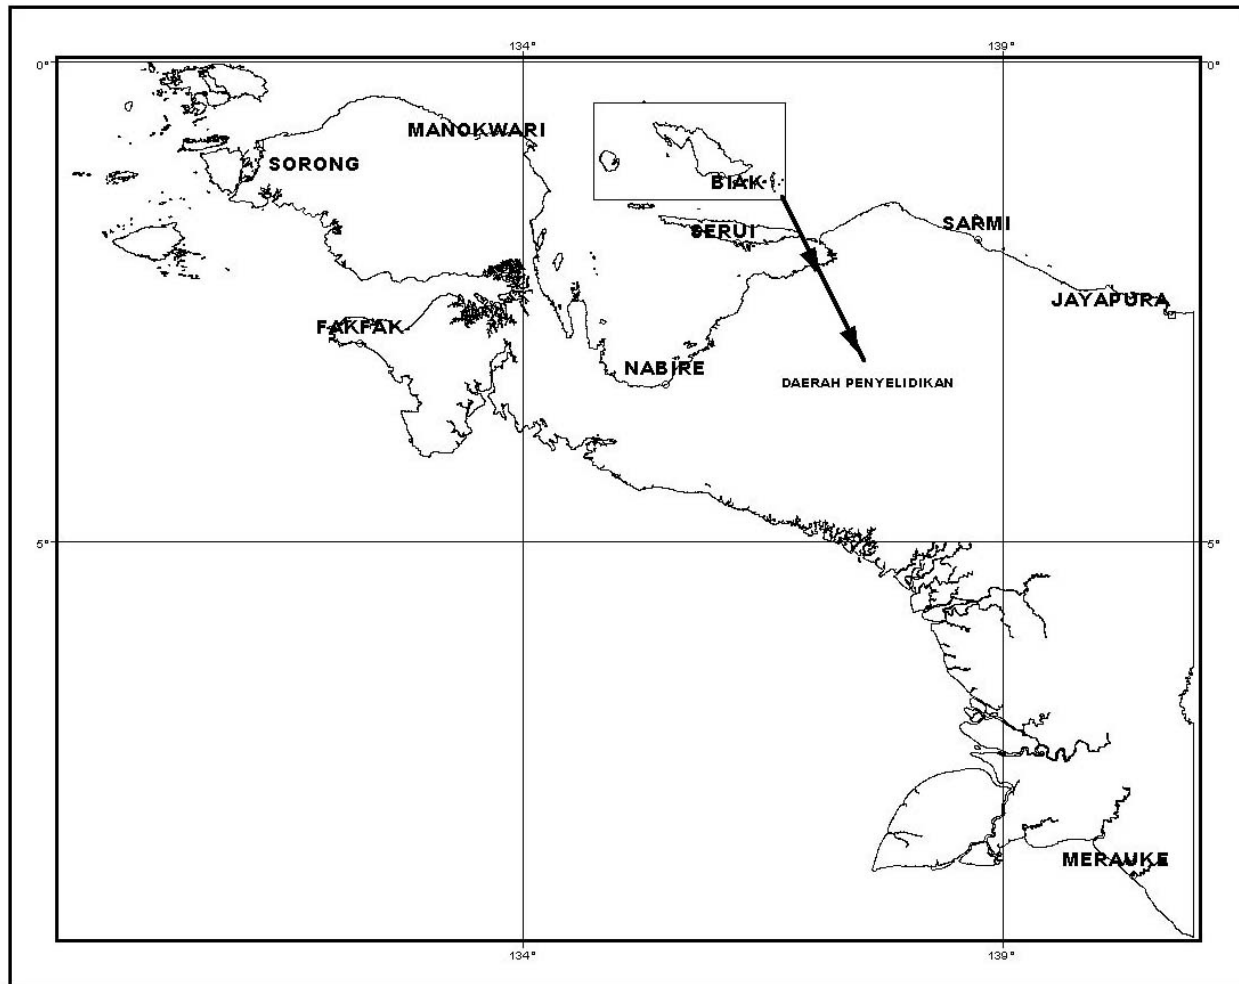 134° 139°
0° 0°
MANOKWARI
SORONG
BIAK
SARMI
SERUI
JAYAPURA
FAKFAK
NABIRE
DAERAH PENYELIDIKAN
5° 5°
MERAUKE
134° 139°